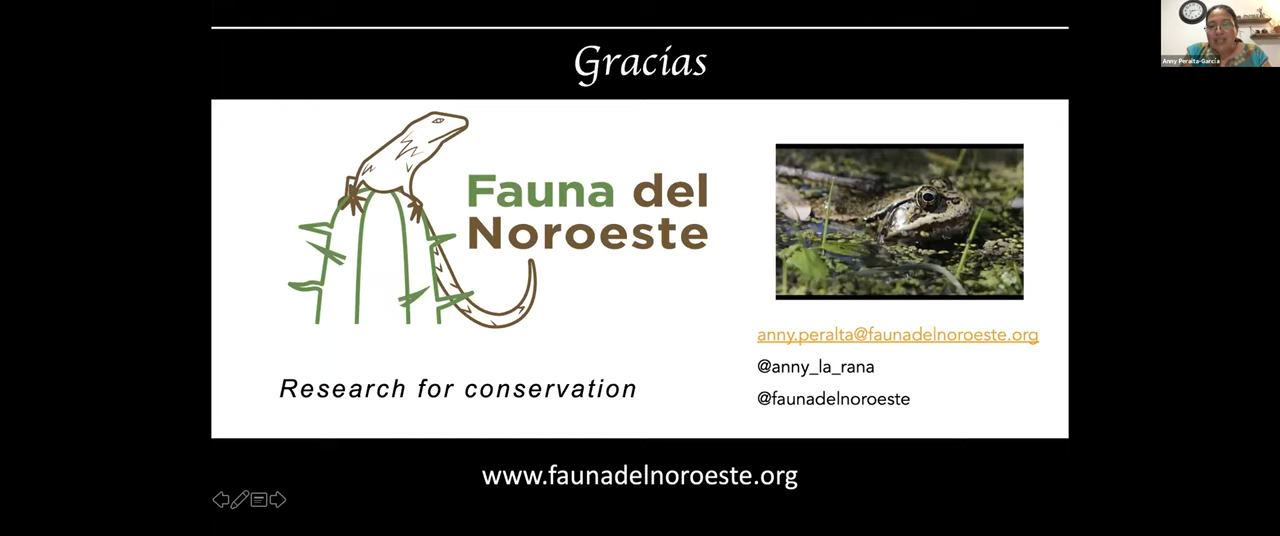 Gracias
Anny Peralta-García
Fauna del
Noroeste
anny.peralta@faunadelnoroeste.org
@anny_la_rana
@faunadelnoroeste
Research for conservation
www.faunadelnoroeste.org